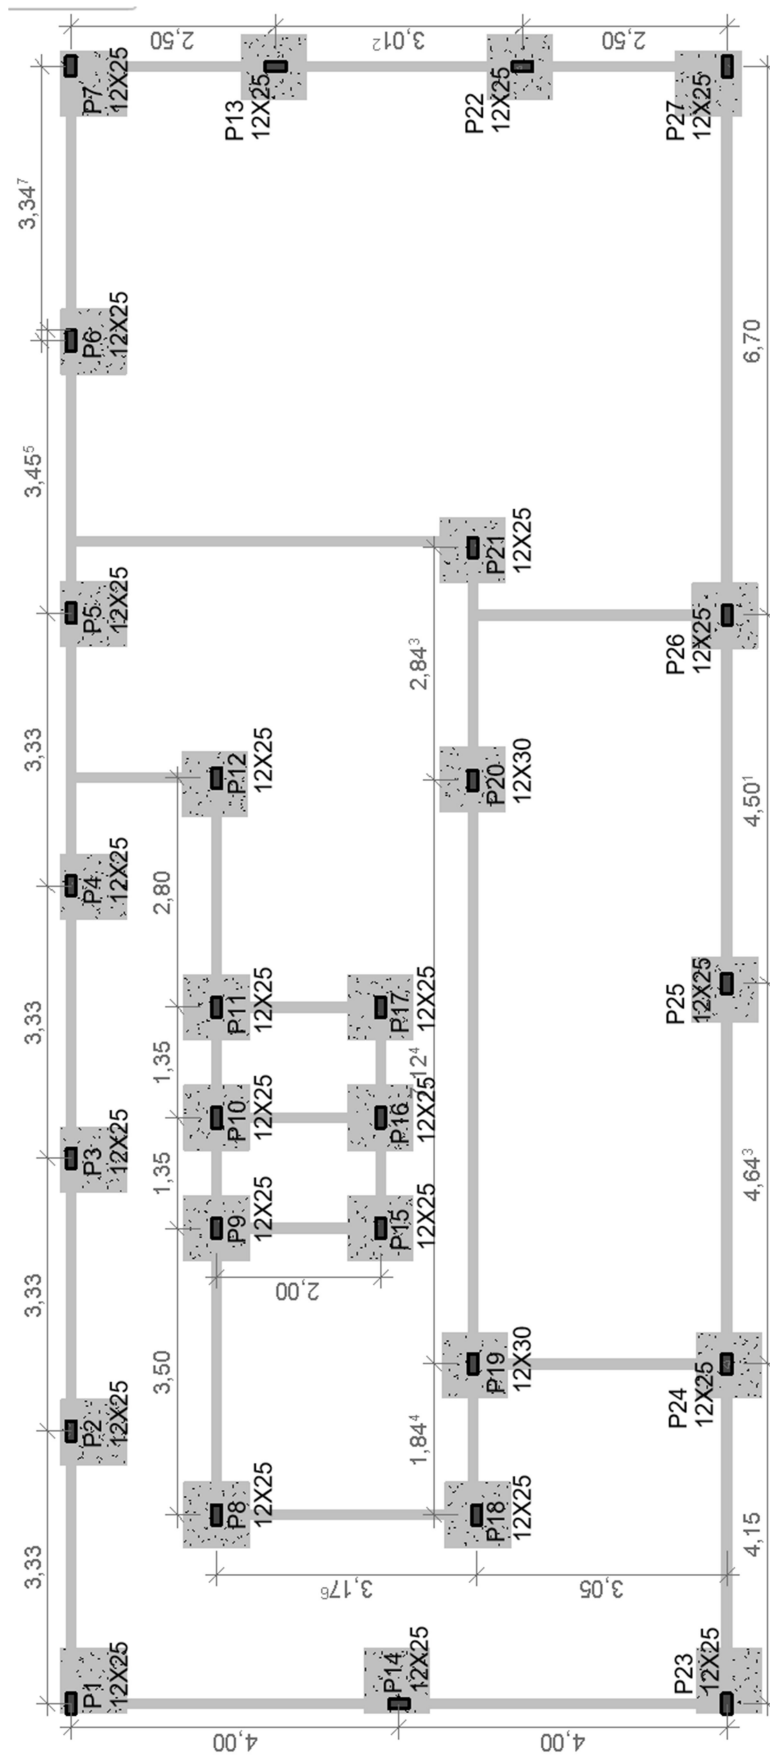 3,33
3,33
3,33
3,33
3,45⁵
3,34⁷
P1
12X25
P2
12X25
P3
12X25
P4
12X25
P5
12X25
P6
12X25
P7
12X25
2,50
4,00
3,50
1,35
1,35
2,80
P8
12X25
P9
12X25
P10
12X25
P11
12X25
P12
12X25
P13
12X25
3,17⁶
2,00
3,01²
P14
12X25
P15
12X25
P16
12X25
P17
12X25
1,84⁴
7,12⁴
2,84³
P18
12X25
P19
12X30
P20
12X30
P21
12X25
P22
12X25
4,00
3,05
2,50
P23
12X25
P24
12X25
P25
12X25
P26
12X25
P27
12X25
4,15
4,64³
4,50¹
6,70